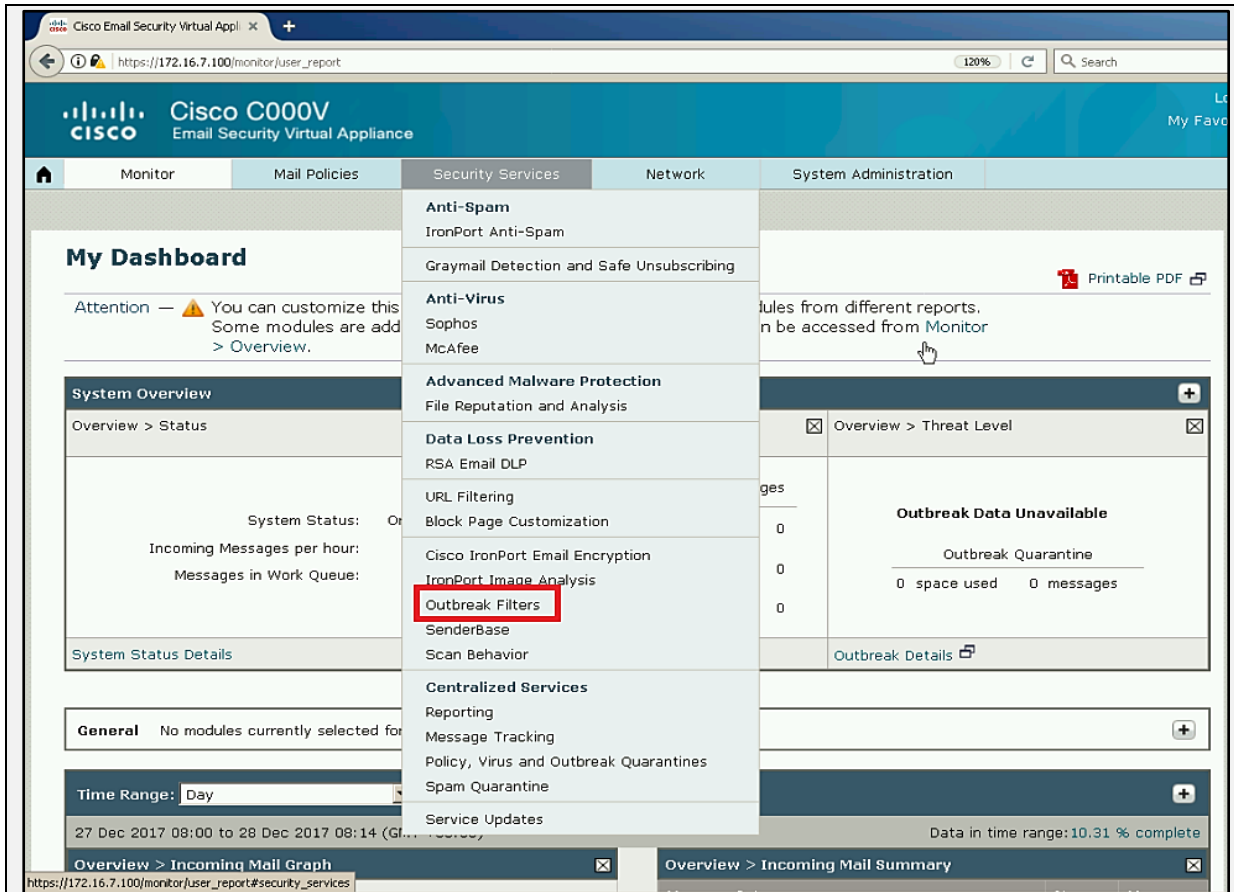 Cisco Email Security Virtual Appli
https://172.16.7.100/monitor/user_report
120%
Search
CISCO
Cisco C000V
Email Security Virtual Appliance
Lo
My Favo
Monitor
Mail Policies
Security Services
Network
System Administration
Anti-Spam
IronPort Anti-Spam
Graymail Detection and Safe Unsubscribing
Anti-Virus
Sophos
McAfee
Advanced Malware Protection
File Reputation and Analysis
Data Loss Prevention
RSA Email DLP
URL Filtering
Block Page Customization
Cisco IronPort Email Encryption
IronPort Image Analysis
Outbreak Filters
SenderBase
Scan Behavior
Centralized Services
Reporting
Message Tracking
Policy, Virus and Outbreak Quarantines
Spam Quarantine
Service Updates
My Dashboard
Printable PDF
Attention — You can customize this dules from different reports.
Some modules are add n be accessed from Monitor
> Overview.
System Overview
Overview > Status
Overview > Threat Level
System Status: On
Incoming Messages per hour:
Messages in Work Queue:
ges
0
0
0
Outbreak Data Unavailable
Outbreak Quarantine
0 space used 0 messages
System Status Details
Outbreak Details
General No modules currently selected for
Time Range: Day
27 Dec 2017 08:00 to 28 Dec 2017 08:14
Data in time range:10.31 % complete
Overview > Incoming Mail Graph
Overview > Incoming Mail Summary
https://172.16.7.100/monitor/user_report#security_services